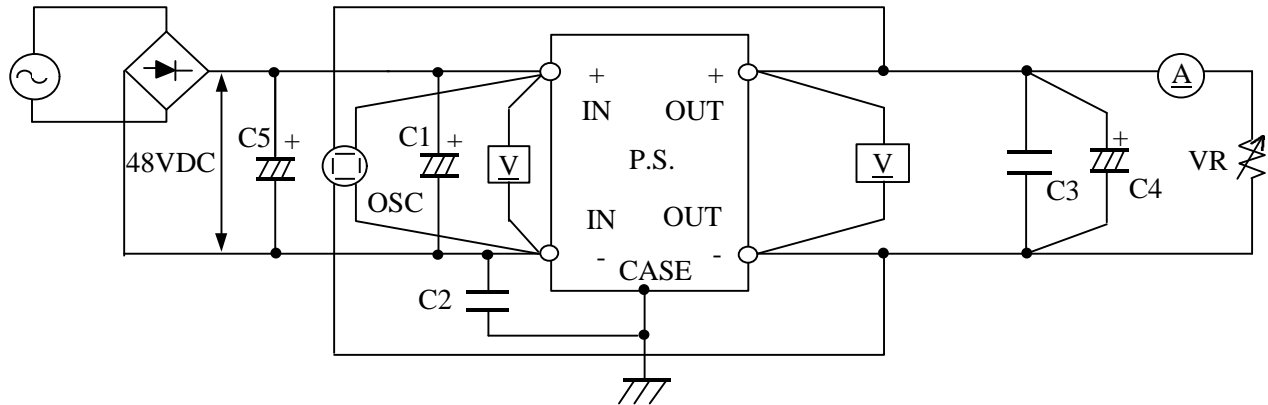 48VDC
C5
+
OSC
C1
+
V
+
IN
+
OUT
P.S.
IN
-
OUT
-
CASE
C2
V
C3
+
C4
A
VR